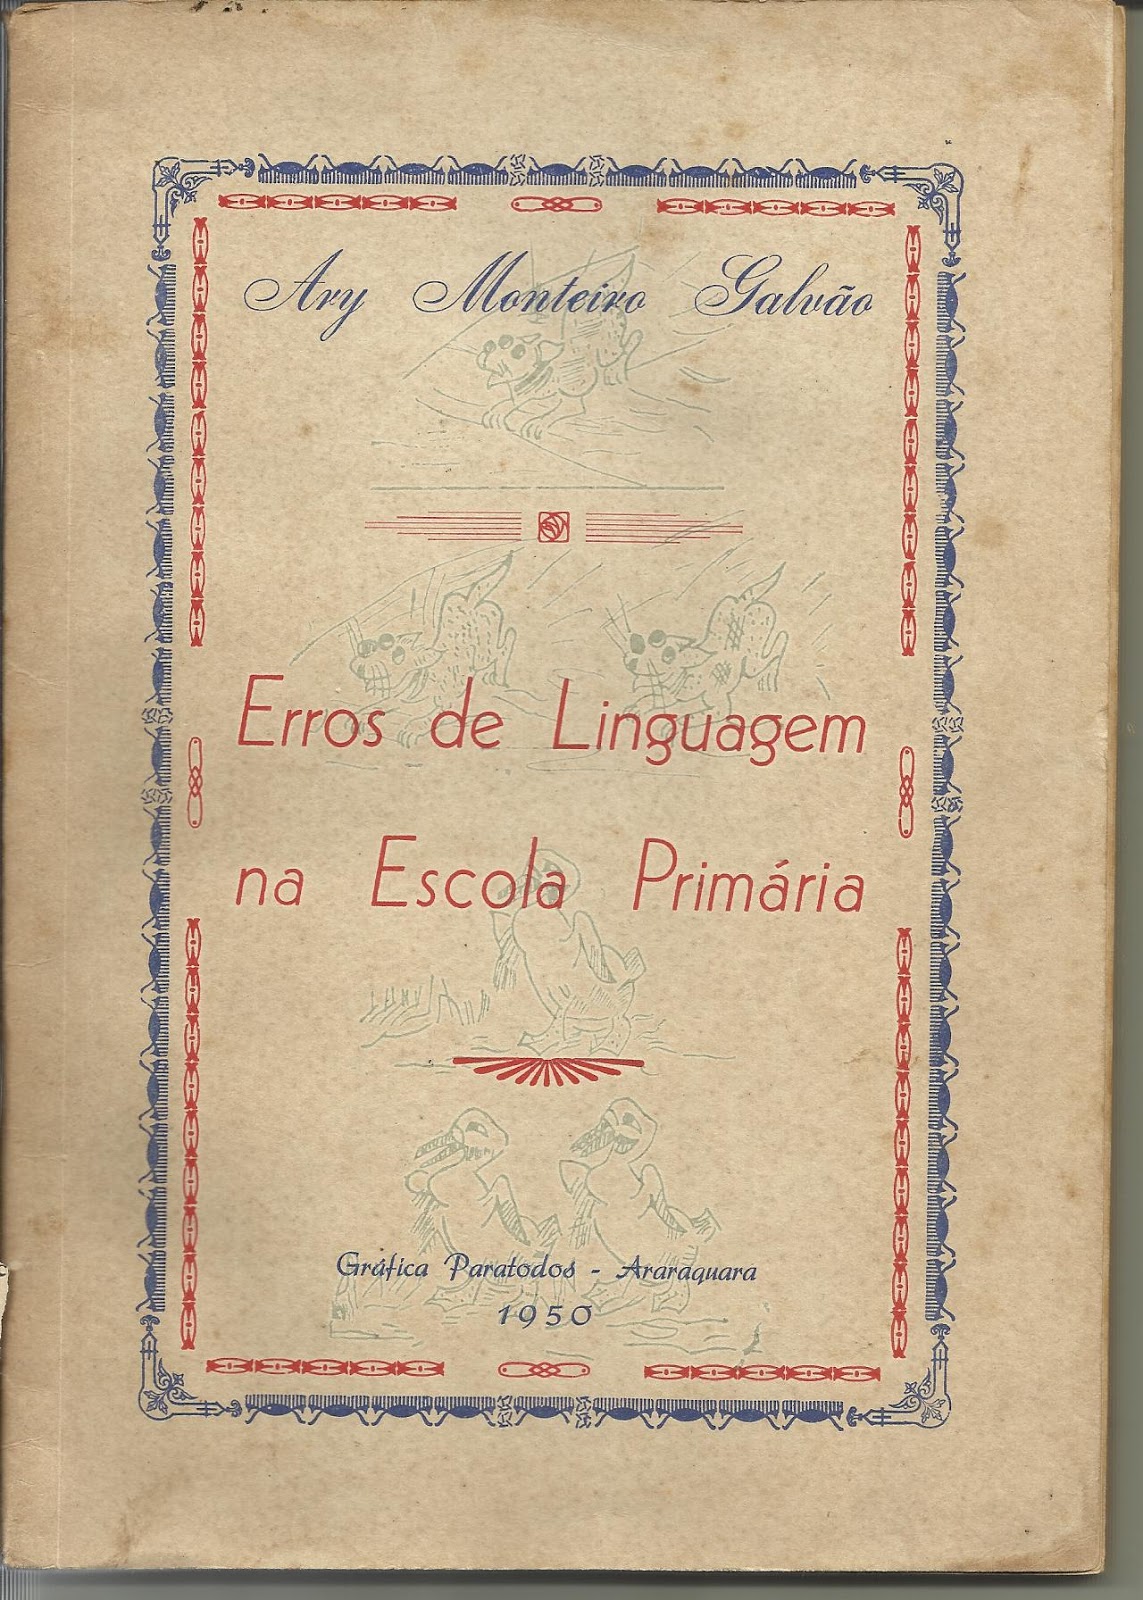 Ary Monteiro Galvão
Erros de Linguagem
na Escola Primária
Gráfica Paratodos - Araraquara
1950